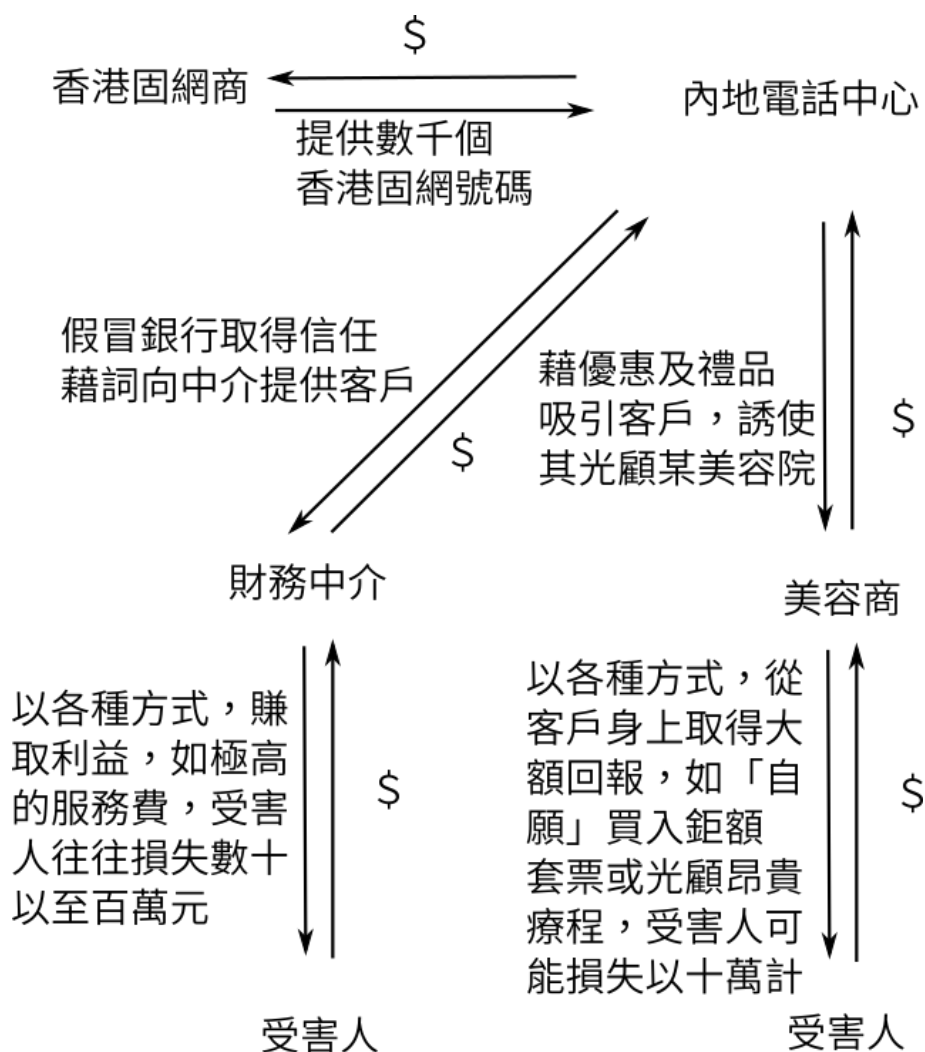 $
香港固網商
內地電話中心
提供數千個
香港固網號碼
假冒銀行取得信任
藉詞向中介提供客戶
$
藉優惠及禮品
吸引客戶，誘使
其光顧某美容院
$
財務中介
美容商
以各種方式，賺
取利益，如極高
的服務費，受害
人往往損失數十
以至百萬元
$
以各種方式，從
客戶身上取得大
額回報，如「自
願」買入鉅額
套票或光顧昂貴
療程，受害人可
能損失以十萬計
$
受害人
受害人